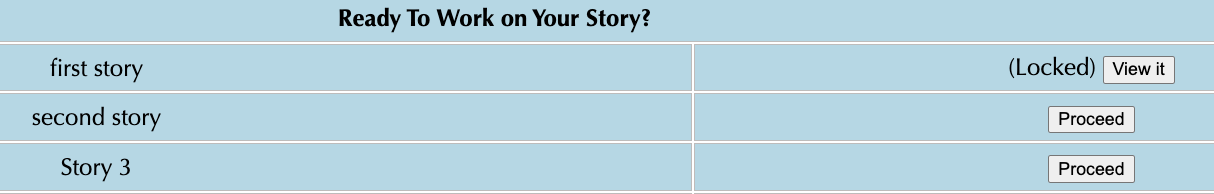 Ready To Work on Your Story?
first story (Locked) View it
second story Proceed
Story 3 Proceed